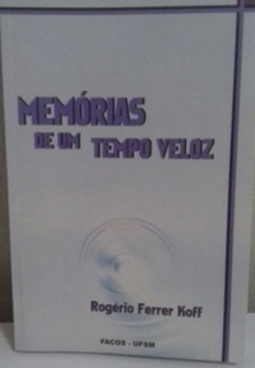 MEMÓRIAS
DE UM TEMPO VELOZ
Rogério Ferrer Koff
FACOS - UFSM